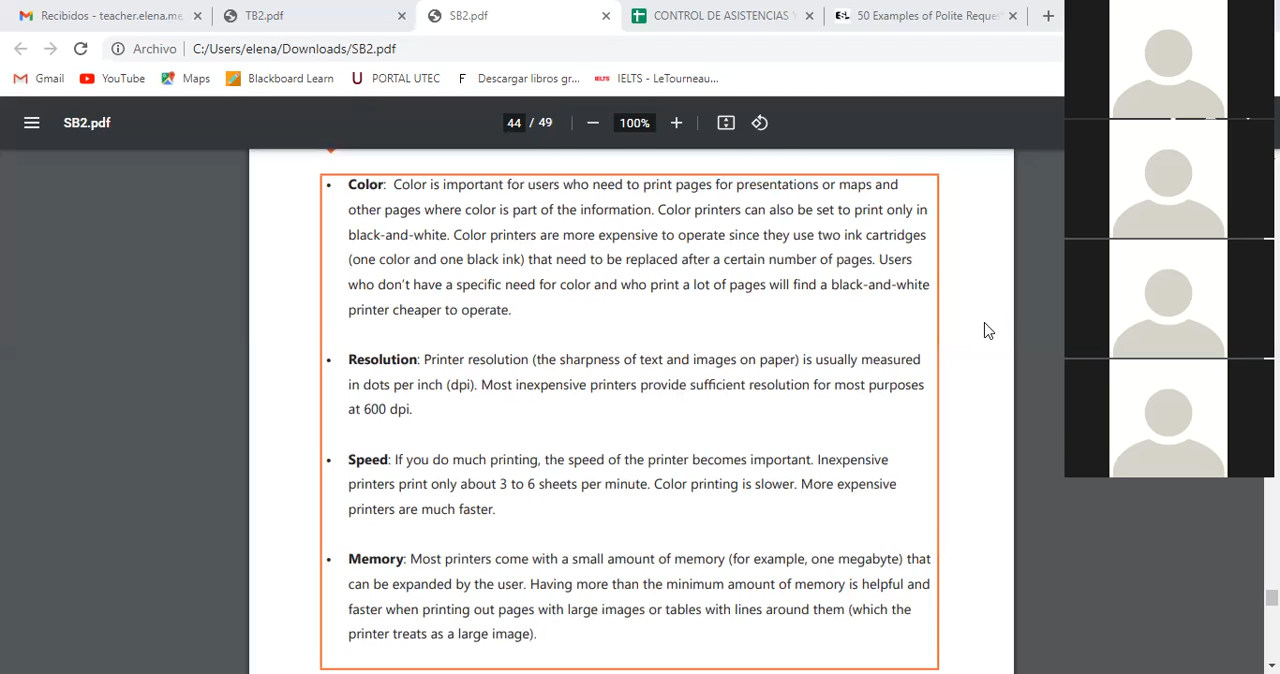 Recibidos - teacher.elena.me
TB2.pdf
SB2.pdf
CONTROL DE ASISTENCIAS
50 Examples of Polite Reque
Archivo
C:/Users/elena/Downloads/SB2.pdf
Gmail
YouTube
Maps
Blackboard Learn
PORTAL UTEC
Descargar libros gr...
IELTS - LeTourneau...
SB2.pdf
44 / 49
100%
• Color: Color is important for users who need to print pages for presentations or maps and
other pages where color is part of the information. Color printers can also be set to print only in
black-and-white. Color printers are more expensive to operate since they use two ink cartridges
(one color and one black ink) that need to be replaced after a certain number of pages. Users
who don't have a specific need for color and who print a lot of pages will find a black-and-white
printer cheaper to operate.
• Resolution: Printer resolution (the sharpness of text and images on paper) is usually measured
in dots per inch (dpi). Most inexpensive printers provide sufficient resolution for most purposes
at 600 dpi.
• Speed: If you do much printing, the speed of the printer becomes important. Inexpensive
printers print only about 3 to 6 sheets per minute. Color printing is slower. More expensive
printers are much faster.
• Memory: Most printers come with a small amount of memory (for example, one megabyte) that
can be expanded by the user. Having more than the minimum amount of memory is helpful and
faster when printing out pages with large images or tables with lines around them (which the
printer treats as a large image).